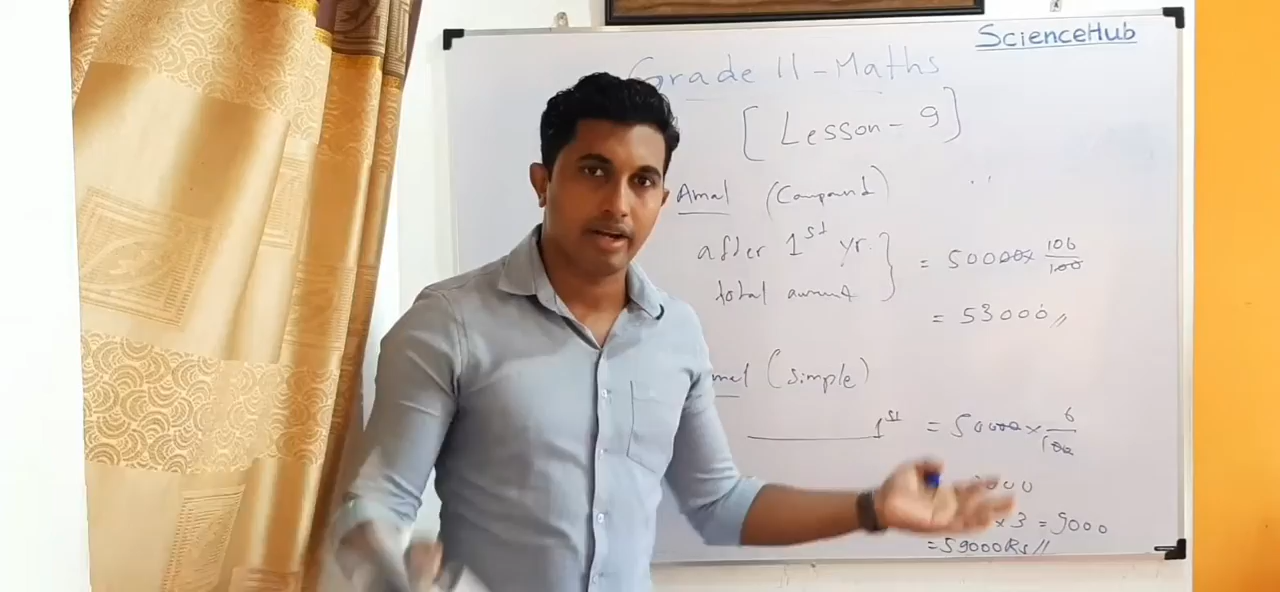 ScienceHub
Grade 11 - Maths
[Lesson - 9]
Amal (Compound)
after 1st yr. } = 50000 × 106/100
total amount
= 53000 //
(simple)
1st = 50000 × 6/100
000
× 3 = 9000
= 59000Rs //